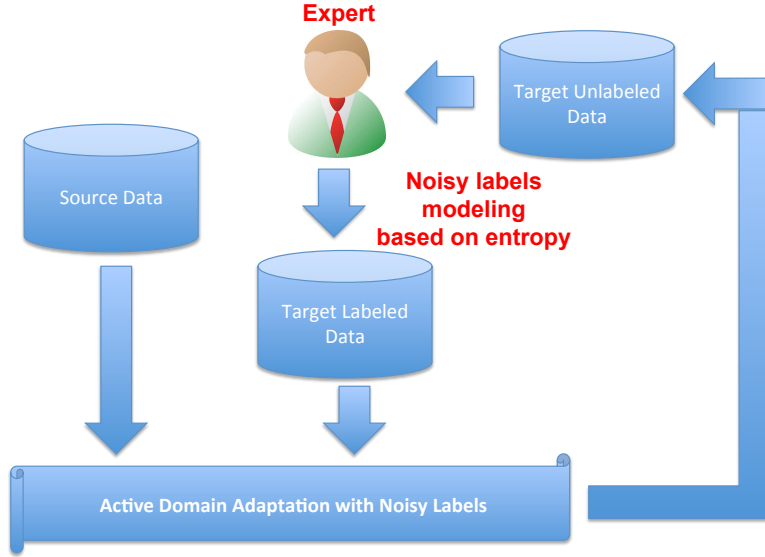 Expert
Target Unlabeled
Data
Source Data
Noisy labels
modeling
based on entropy
Target Labeled
Data
Active Domain Adaptation with Noisy Labels